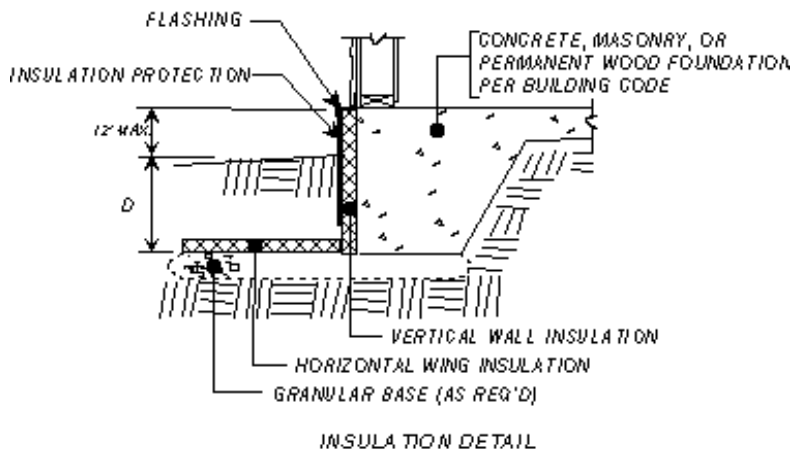 FLASHING
INSULATION PROTECTION
CONCRETE, MASONRY, OR
PERMANENT WOOD FOUNDATION
PER BUILDING CODE
12" MAX.
D
VERTICAL WALL INSULATION
HORIZONTAL WING INSULATION
GRANULAR BASE (AS REQ'D)
INSULATION DETAIL